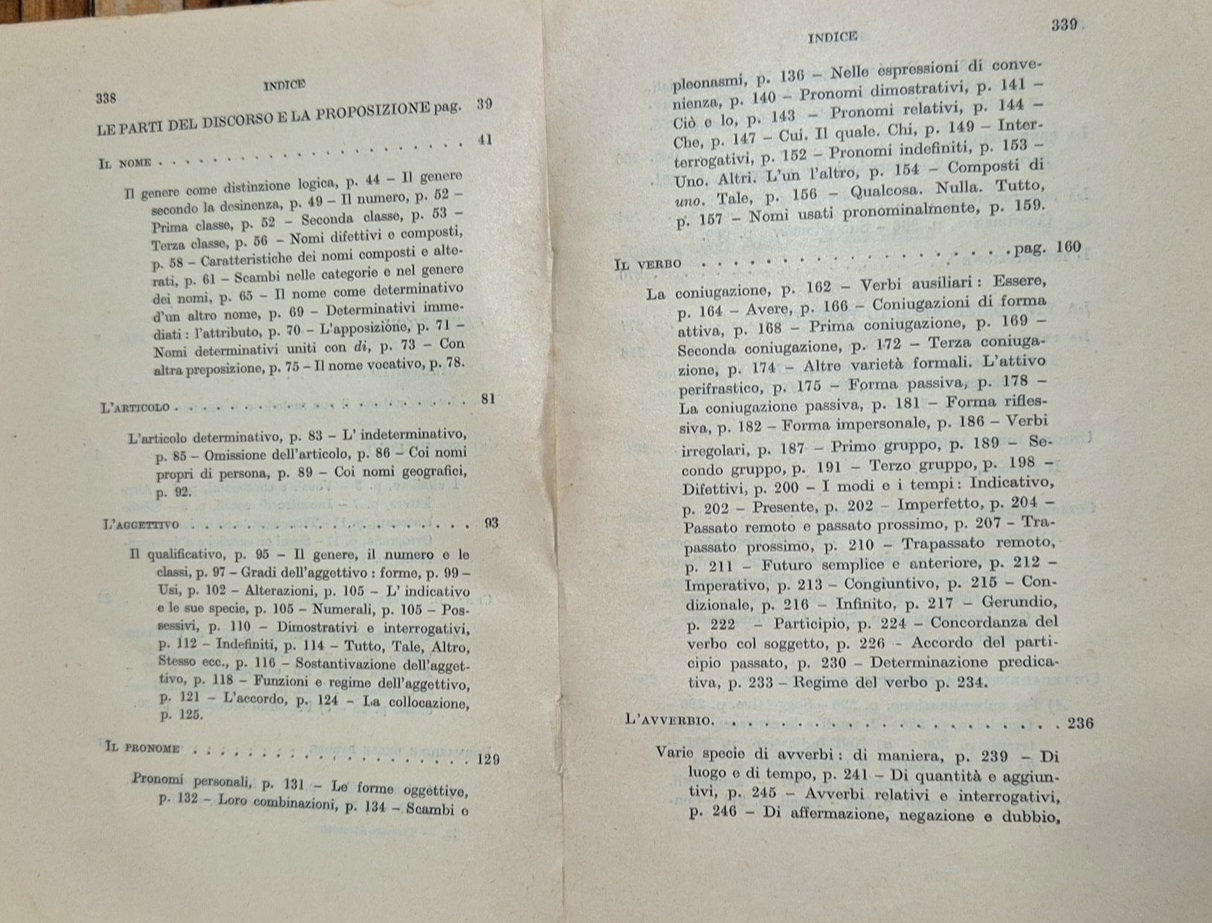 338
INDICE
LE PARTI DEL DISCORSO E LA PROPOSIZIONE pag. 39
IL NOME . . . . . . . . . . . . . . . . . . . . . . 41
Il genere come distinzione logica, p. 44 – Il genere
secondo la desinenza, p. 49 – Il numero, p. 52 –
Prima classe, p. 52 – Seconda classe, p. 53 –
Terza classe, p. 56 – Nomi difettivi e composti,
p. 58 – Caratteristiche dei nomi composti e alte-
rati, p. 61 – Scambi nelle categorie e nel genere
dei nomi, p. 65 – Il nome come determinativo
d'un altro nome, p. 69 – Determinativi imme-
diati : l'attributo, p. 70 – L'apposizione, p. 71 –
Nomi determinativi uniti con di, p. 73 – Con
altra preposizione, p. 75 – Il nome vocativo, p. 78.
L'ARTICOLO . . . . . . . . . . . . . . . . . . . . 81
L'articolo determinativo, p. 83 – L' indeterminativo,
p. 85 – Omissione dell'articolo, p. 86 – Coi nomi
propri di persona, p. 89 – Coi nomi geografici,
p. 92.
L'AGGETTIVO . . . . . . . . . . . . . . . . . . . 93
Il qualificativo, p. 95 – Il genere, il numero e le
classi, p. 97 – Gradi dell'aggettivo : forme, p. 99 –
Usi, p. 102 – Alterazioni, p. 105 – L' indicativo
e le sue specie, p. 105 – Numerali, p. 105 – Pos-
sessivi, p. 110 – Dimostrativi e interrogativi,
p. 112 – Indefiniti, p. 114 – Tutto, Tale, Altro,
Stesso ecc., p. 116 – Sostantivazione dell'agget-
tivo, p. 118 – Funzioni e regime dell'aggettivo,
p. 121 – L'accordo, p. 124 – La collocazione,
p. 125.
IL PRONOME . . . . . . . . . . . . . . . . . . . 129
Pronomi personali, p. 131 – Le forme oggettive,
p. 132 – Loro combinazioni, p. 134 – Scambi o
INDICE
339
pleonasmi, p. 136 – Nelle espressioni di conve-
nienza, p. 140 – Pronomi dimostrativi, p. 141 –
Ciò e lo, p. 143 – Pronomi relativi, p. 144 –
Che, p. 147 – Cui. Il quale. Chi, p. 149 – Inter-
terrogativi, p. 152 – Pronomi indefiniti, p. 153 –
Uno. Altri. L'un l'altro, p. 154 – Composti di
uno. Tale, p. 156 – Qualcosa. Nulla. Tutto,
p. 157 – Nomi usati pronominalmente, p. 159.
IL VERBO . . . . . . . . . . . . . . . . . . pag. 160
La coniugazione, p. 162 – Verbi ausiliari : Essere,
p. 164 – Avere, p. 166 – Coniugazioni di forma
attiva, p. 168 – Prima coniugazione, p. 169 –
Seconda coniugazione, p. 172 – Terza coniuga-
zione, p. 174 – Altre varietà formali. L'attivo
perifrastico, p. 175 – Forma passiva, p. 178 –
La coniugazione passiva, p. 181 – Forma rifles-
siva, p. 182 – Forma impersonale, p. 186 – Verbi
irregolari, p. 187 – Primo gruppo, p. 189 – Se-
condo gruppo, p. 191 – Terzo gruppo, p. 198 –
Difettivi, p. 200 – I modi e i tempi : Indicativo,
p. 202 – Presente, p. 202 – Imperfetto, p. 204 –
Passato remoto e passato prossimo, p. 207 – Tra-
passato prossimo, p. 210 – Trapassato remoto,
p. 211 – Futuro semplice e anteriore, p. 212 –
Imperativo, p. 213 – Congiuntivo, p. 215 – Con-
dizionale, p. 216 – Infinito, p. 217 – Gerundio,
p. 222 – Participio, p. 224 – Concordanza del
verbo col soggetto, p. 226 – Accordo del parti-
cipio passato, p. 230 – Determinazione predica-
tiva, p. 233 – Regime del verbo p. 234.
L'AVVERBIO. . . . . . . . . . . . . . . . . . . . . 236
Varie specie di avverbi : di maniera, p. 239 – Di
luogo e di tempo, p. 241 – Di quantità e aggiun-
tivi, p. 245 – Avverbi relativi e interrogativi,
p. 246 – Di affermazione, negazione e dubbio,